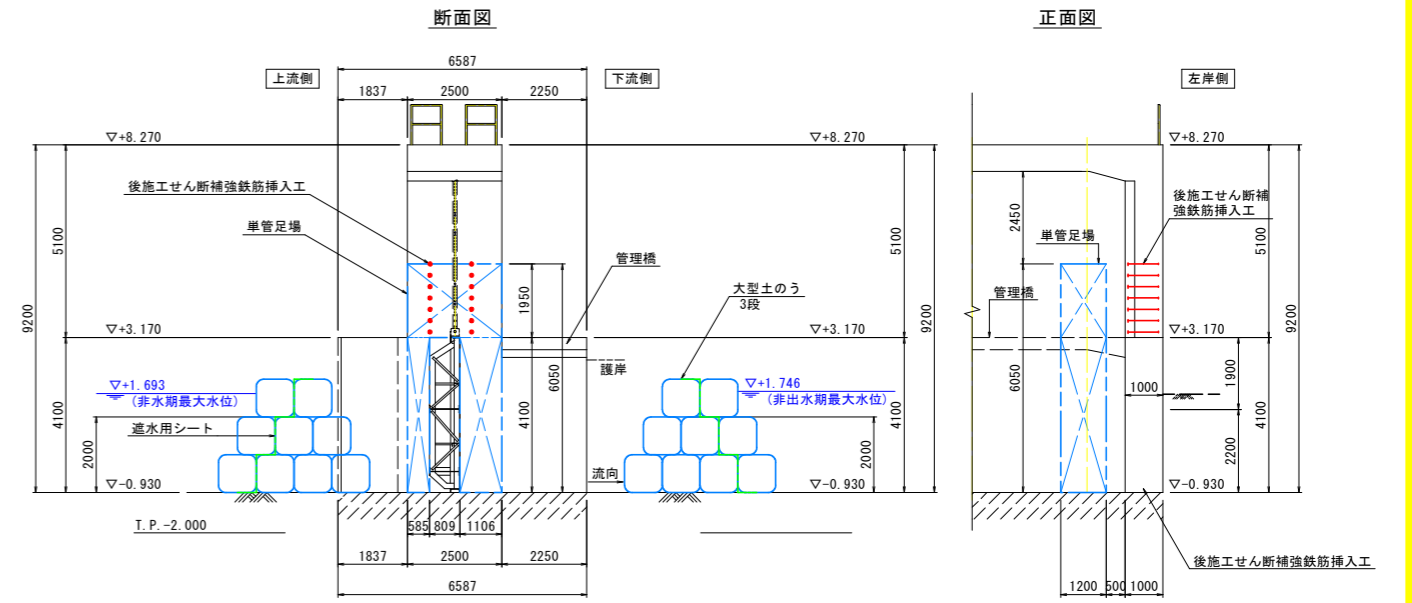 断面図
正面図
6587
上流側
下流側
左岸側
1837
2500
2250
▽+8.270
▽+8.270
▽+8.270
後施工せん断補強鉄筋挿入工
単管足場
後施工せん断補
強鉄筋挿入工
単管足場
管理橋
管理橋
大型土のう
3段
9200
5100
1950
6050
5100
9200
2450
6050
5100
9200
▽+3.170
▽+3.170
▽+3.170
護岸
▽+1.693
(非水期最大水位)
▽+1.746
(非出水期最大水位)
遮水用シート
4100
2000
4100
2000
4100
1000
1900
2200
4100
流向
▽-0.930
▽-0.930
▽-0.930
T.P.-2.000
585
809
1106
1837
2500
2250
6587
後施工せん断補強鉄筋挿入工
1200
500
1000